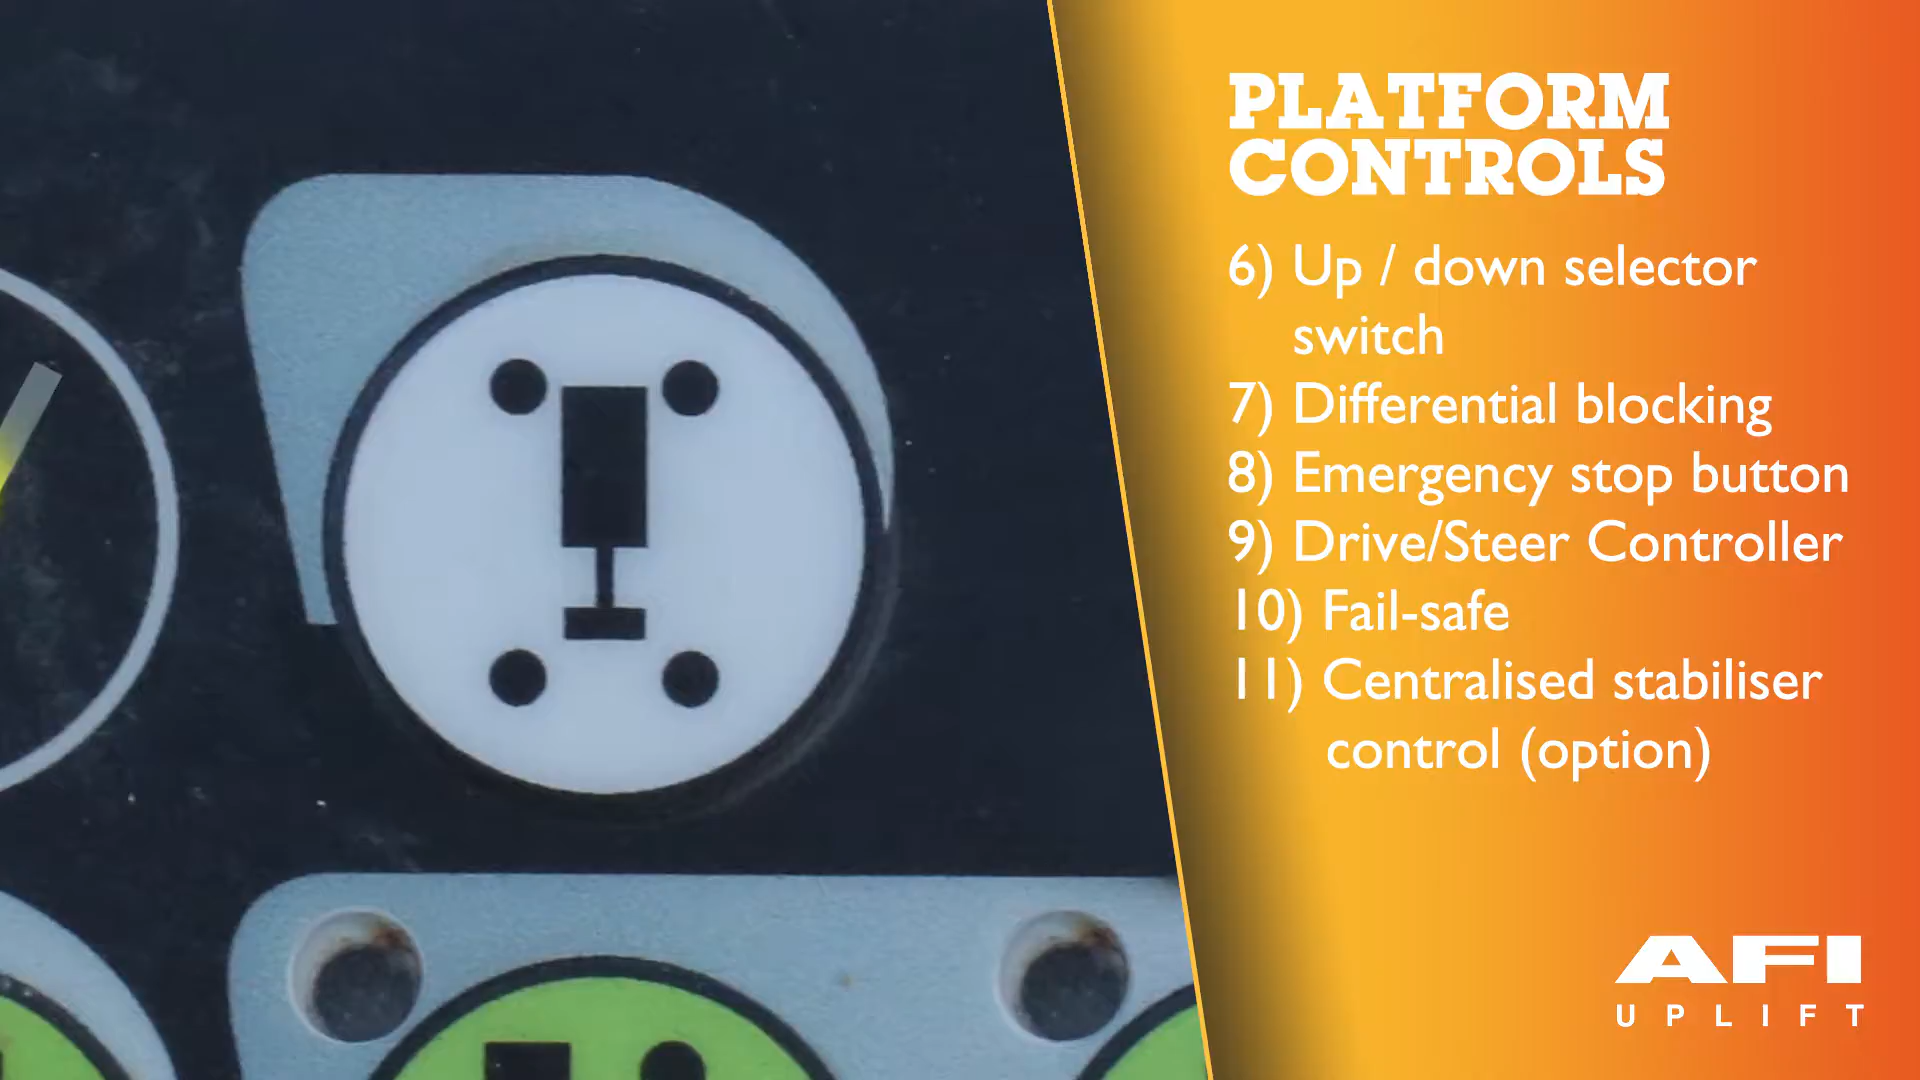 PLATFORM
CONTROLS
6) Up / down selector
switch
7) Differential blocking
8) Emergency stop button
9) Drive/Steer Controller
10) Fail-safe
11) Centralised stabiliser
control (option)
AFI
UPLIFT